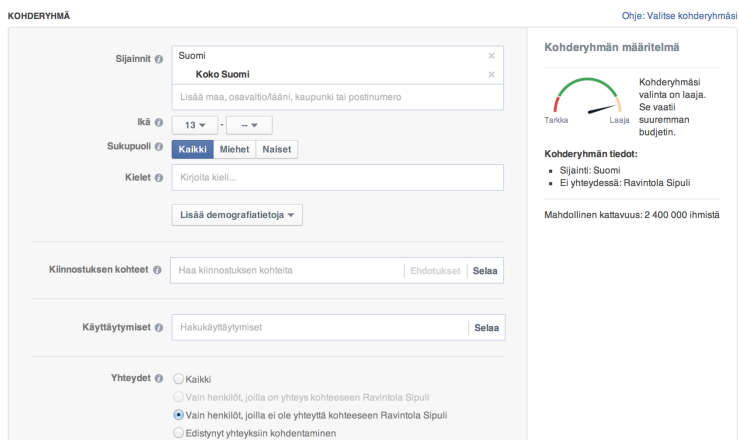 KOHDERYHMÄ
Ohje: Valitse kohderyhmäsi
Sijainnit
Suomi
Koko Suomi
Lisää maa, osavaltio/lääni, kaupunki tai postinumero
Ikä
13 - --
Sukupuoli
Kaikki Miehet Naiset
Kielet
Kirjoita kieli...
Lisää demografiatietoja
Kiinnostuksen kohteet
Hae kiinnostuksen kohteita
Ehdotukset Selaa
Käyttäytymiset
Hakukäyttäytymiset
Selaa
Yhteydet
Kaikki
Vain henkilöt, joilla on yhteys kohteeseen Ravintola Sipuli
Vain henkilöt, joilla ei ole yhteyttä kohteeseen Ravintola Sipuli
Edistynyt yhteyksiin kohdentaminen
Kohderyhmän määritelmä
Tarkka
Laaja
Kohderyhmäsi
valinta on laaja.
Se vaatii
suuremman
budjetin.
Kohderyhmän tiedot:
Sijainti: Suomi
Ei yhteydessä: Ravintola Sipuli
Mahdollinen kattavuus: 2 400 000 ihmistä